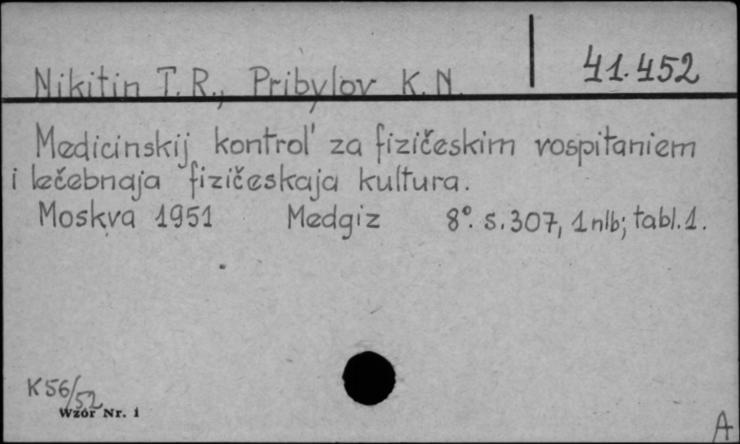 Nikitin T. R., Pribylov K. N.
41.452
Medicinskij kontrol' za fizičeskim vospitaniem
i lečebnaja fizičeskaja kultura.
Moskva 1951 Medgiz 8°. s. 307, 1 nlb; tabl. 1.
K 56/52
Wzór Nr. 1
A